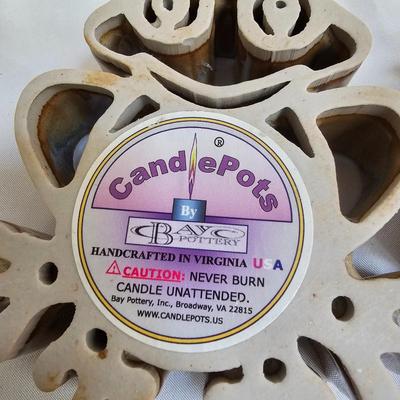 CandlePots ®
By
BAY
POTTERY
HANDCRAFTED IN VIRGINIA USA
⚠ CAUTION: NEVER BURN
CANDLE UNATTENDED.
Bay Pottery, Inc., Broadway, VA 22815
WWW.CANDLEPOTS.US